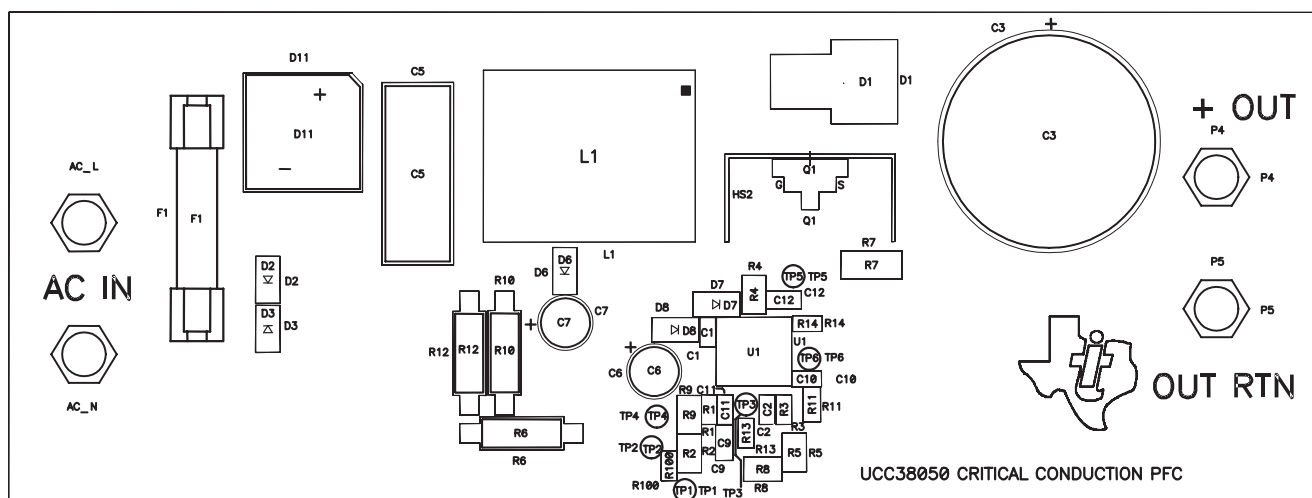 C3
+
D11
C5
D1
D1
+
L1
+ OUT
D11
C3
P4
AC_L
C5
Q1
P4
G
S
HS2
F1
F1
Q1
R7
L1
D6
D6
R7
R4
TP5
TP5
P5
D2
D2
AC IN
R10
D7
R4
C12
C12
D7
D3
D3
C7
C7
D8
D8
C1
R14
R14
P5
+
R12
R12
R10
U1
U1
C1
TP6
TP6
+
C6
C6
C10
C10
OUT RTN
AC_N
R9
C11
R9
R1
C11
TP3
C2
R3
R11
R11
TP4
TP4
R1
R13
C2
R3
R6
TP2
TP2
R2
R2
C9
R13
R5
R5
R6
C9
R100
R8
UCC38050 CRITICAL CONDUCTION PFC
R100
TP1
TP1
TP3
R8